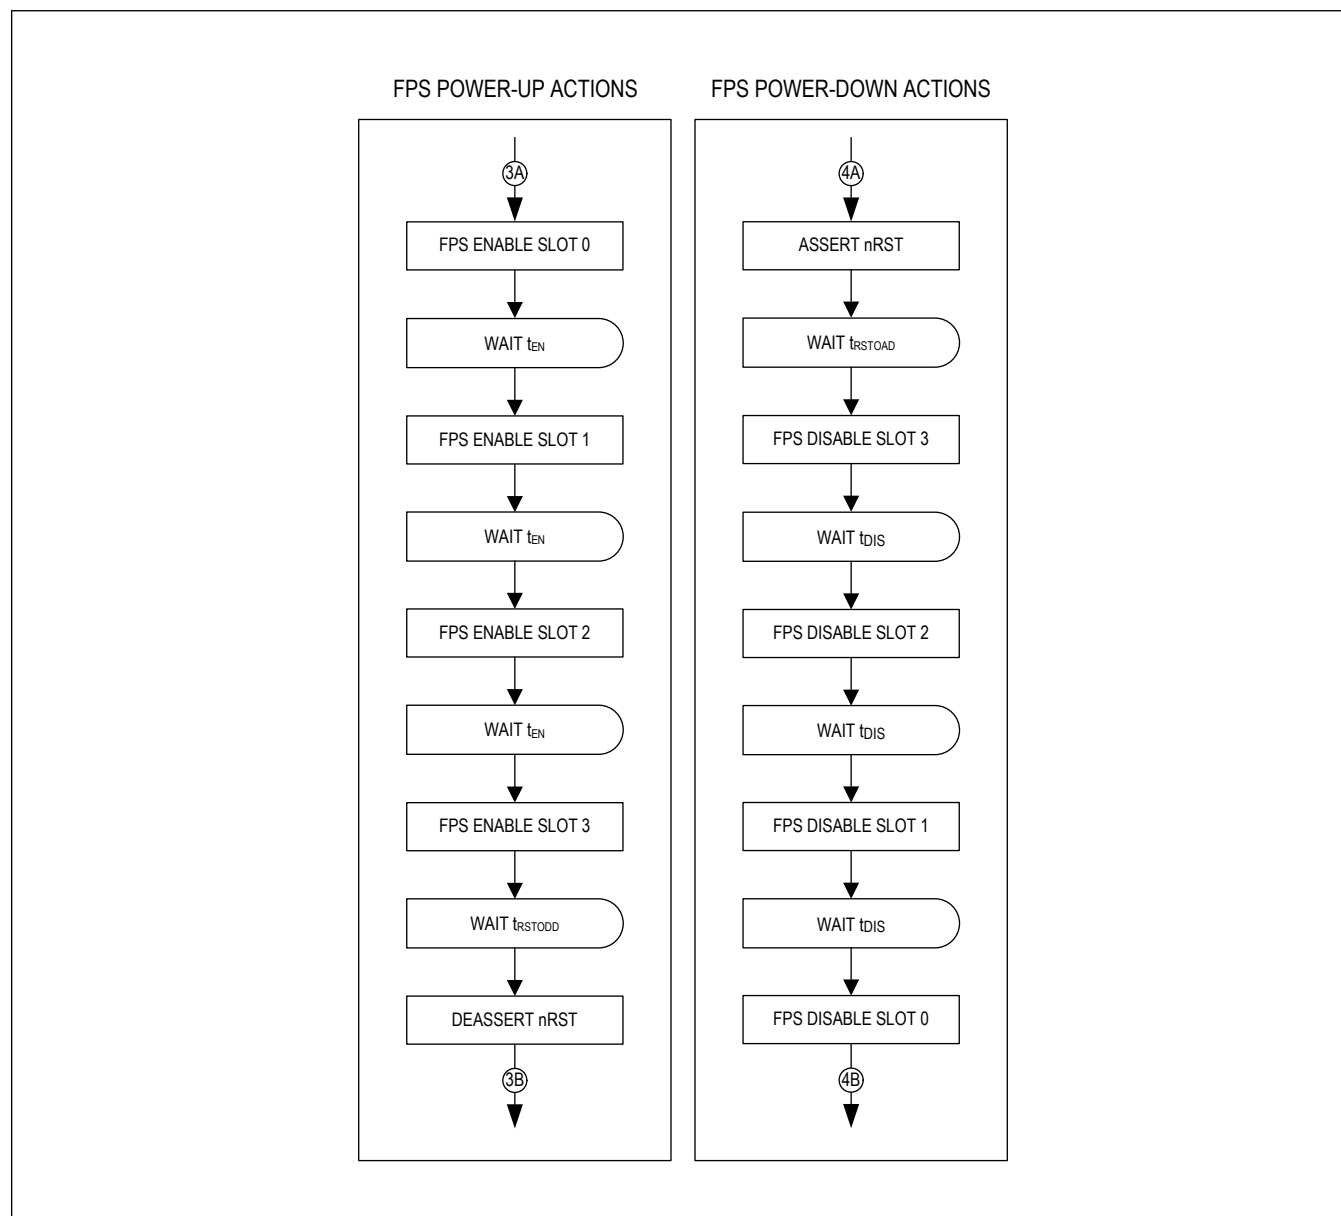 FPS POWER-UP ACTIONS
3A
FPS ENABLE SLOT 0
WAIT tEN
FPS ENABLE SLOT 1
WAIT tEN
FPS ENABLE SLOT 2
WAIT tEN
FPS ENABLE SLOT 3
WAIT tRSTODD
DEASSERT nRST
3B
FPS POWER-DOWN ACTIONS
4A
ASSERT nRST
WAIT tRSTOAD
FPS DISABLE SLOT 3
WAIT tDIS
FPS DISABLE SLOT 2
WAIT tDIS
FPS DISABLE SLOT 1
WAIT tDIS
FPS DISABLE SLOT 0
4B